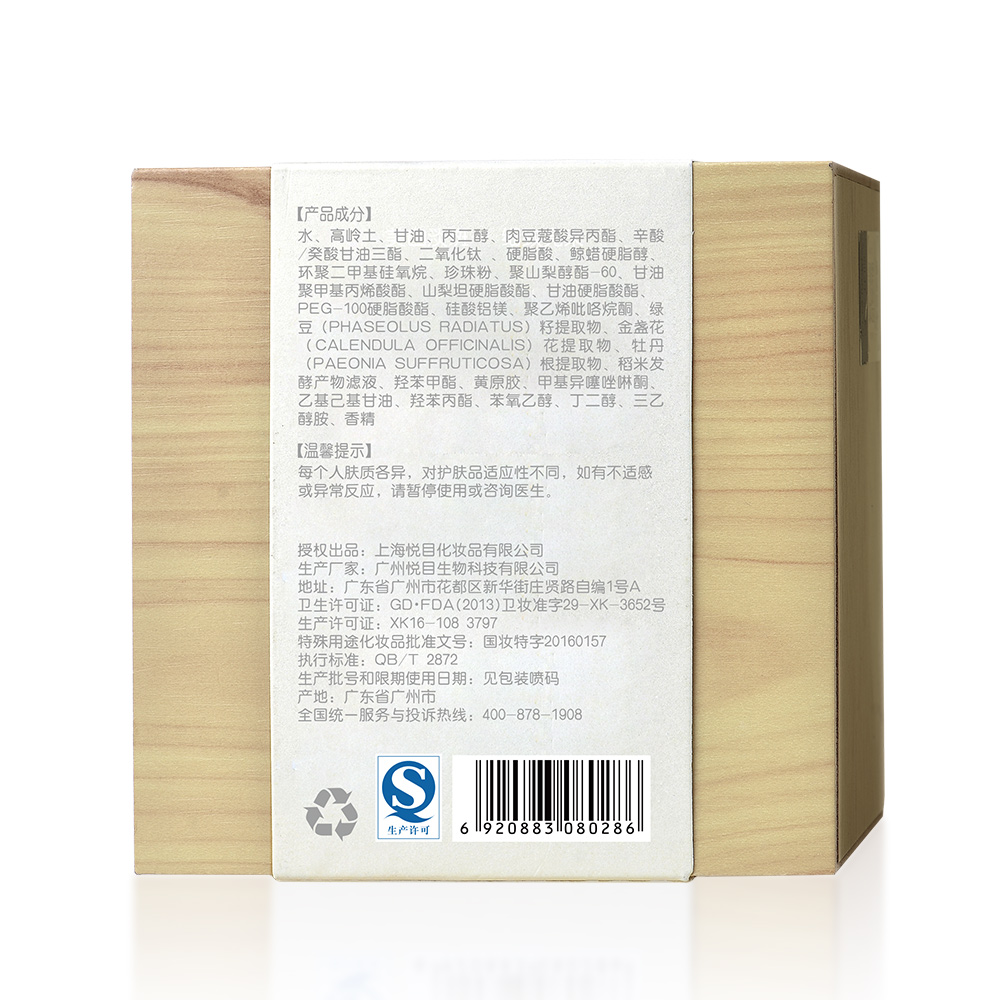 【产品成分】
水、高岭土、甘油、丙二醇、肉豆蔻酸异丙酯、辛酸
/癸酸甘油三酯、二氧化钛 、硬脂酸、鲸蜡硬脂醇、
环聚二甲基硅氧烷、珍珠粉、聚山梨醇酯-60、甘油
聚甲基丙烯酸酯、山梨坦硬脂酸酸酯、甘油硬脂酸酸酯、
PEG-100硬脂酸酸酯、硅酸铝镁、聚乙烯吡咯烷酮、绿
豆（PHASEOLUS RADIATUS）籽提取物、金盏花
（CALENDULA OFFICINALIS）花提取物、牡丹
（PAEONIA SUFFRUTICOSA）根提取物、稻米发
酵产物滤液、羟苯甲酯、黄原胶、甲基异噻唑啉酮、
乙基己基甘油、羟苯丙酯、苯氧乙醇、丁二醇、三乙
醇胺、香精
【温馨提示】
每个人肤质各异，对护肤品适应性不同，如有不适感
或异常反应，请暂停使用或咨询医生。
授权出品：上海悦目化妆品有限公司
生产厂家：广州悦目生物科技有限公司
地址：广东省广州市花都区新华街庄贤路自编1号A
卫生许可证：GD·FDA(2013)卫妆准字29-XK-3652号
生产许可证：XK16-108 3797
特殊用途化妆品批准文号：国妆特字20160157
执行标准：QB/T 2872
生产批号和限期使用日期：见包装喷码
产地：广东省广州市
全国统一服务与投诉热线：400-878-1908
生产许可
6 920883 080286